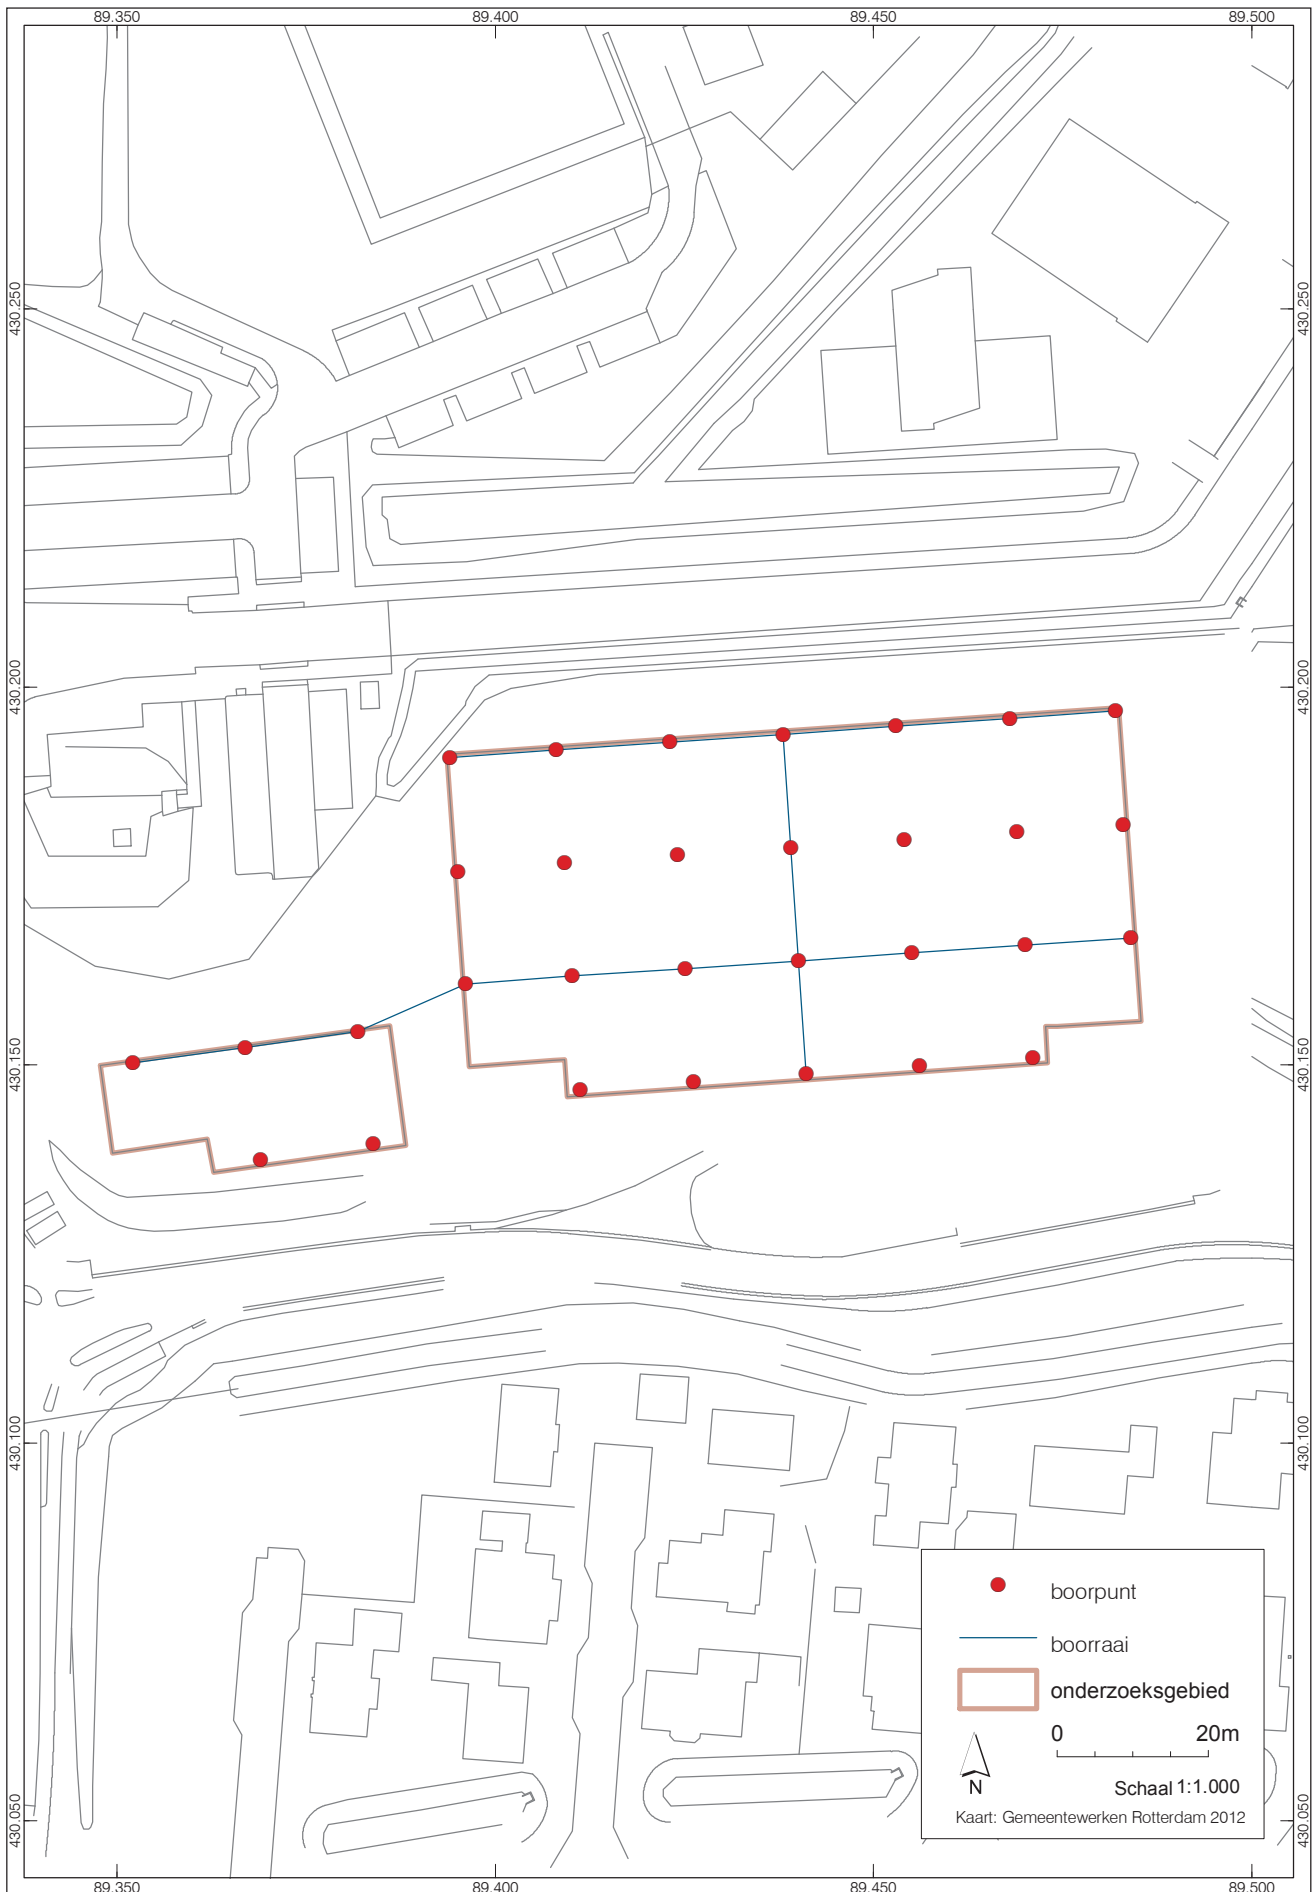 89.350
89.400
89.450
89.500
430.250
430.250
430.200
430.200
430.150
430.150
430.100
430.100
430.050
430.050
boorpunt
boorraai
onderzoeksgebied
0 20m
N
Schaal 1:1.000
Kaart: Gemeentewerken Rotterdam 2012
89.350
89.400
89.450
89.500